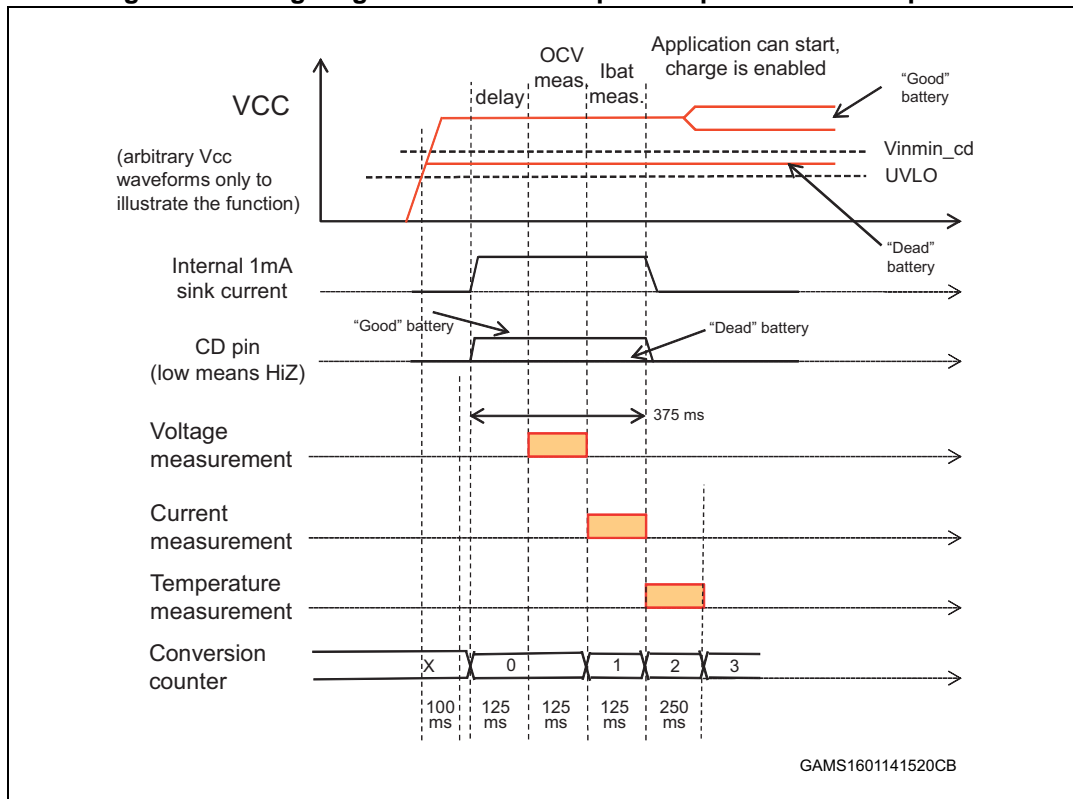 OCV
meas.
Ibat
meas.
delay
Application can start,
charge is enabled
"Good"
battery
VCC
Vinmin_cd
(arbitrary Vcc
waveforms only to
illustrate the function)
UVLO
"Dead"
battery
Internal 1mA
sink current
"Good" battery
"Dead" battery
CD pin
(low means HiZ)
375 ms
Voltage
measurement
Current
measurement
Temperature
measurement
Conversion
counter
X
0
1
2
3
100
ms
125
ms
125
ms
125
ms
250
ms
GAMS1601141520CB